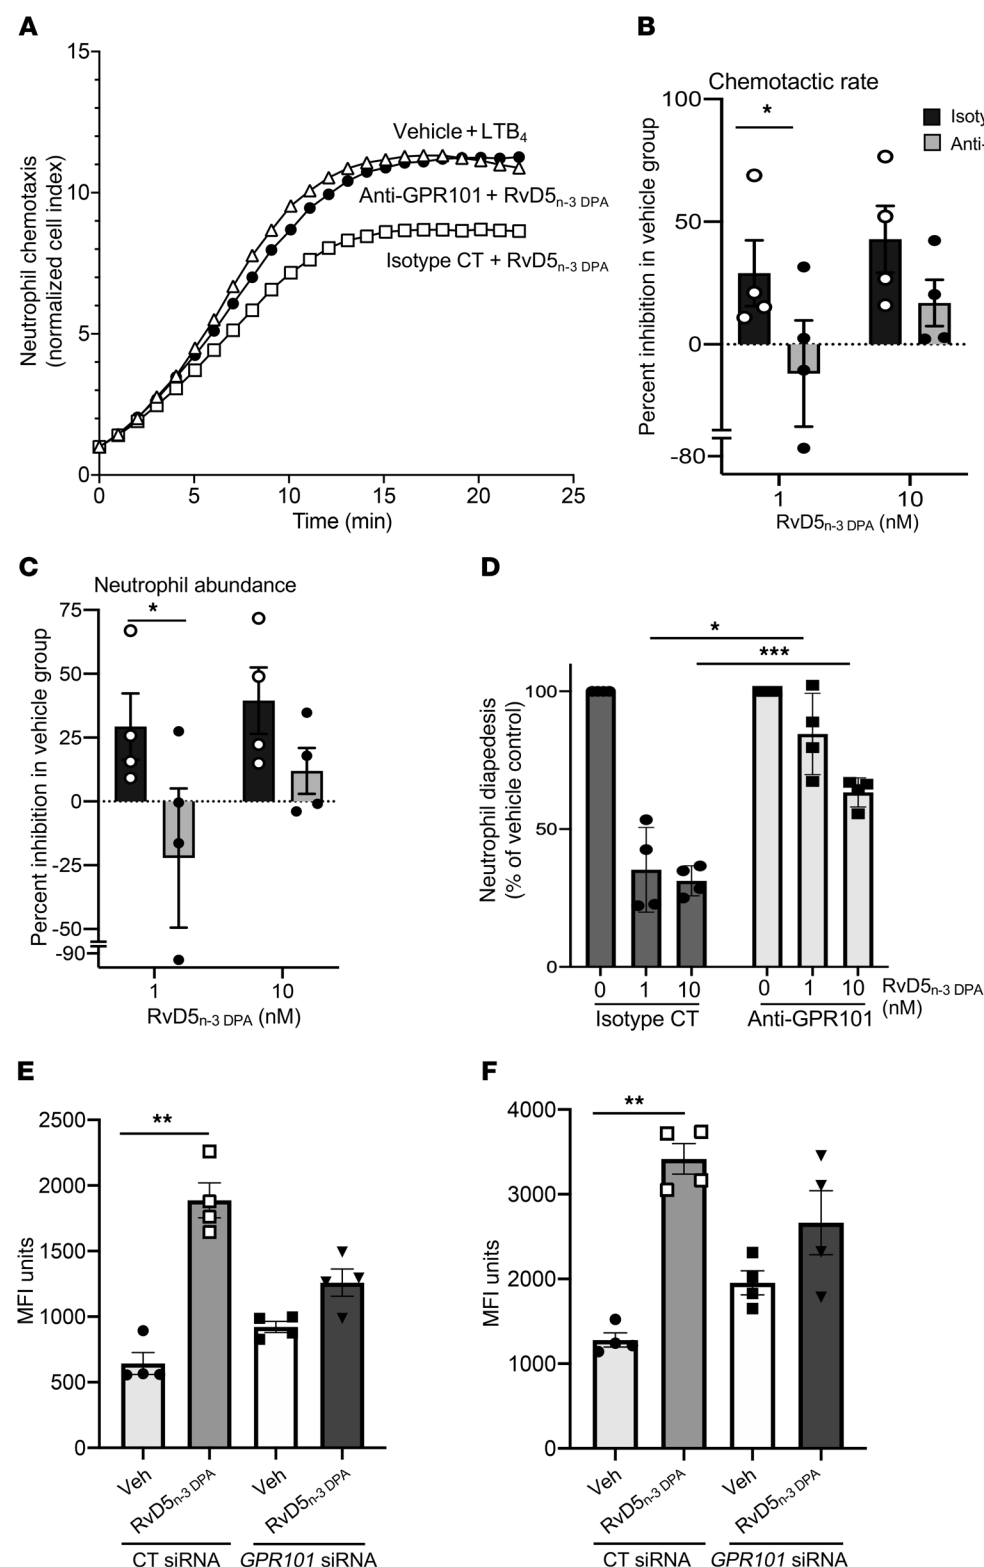 A
15
10
5
0
0 5 10 15 20 25
Neutrophil chemotaxis
(normalized cell index)
Time (min)
Vehicle + LTB4
Anti-GPR101 + RvD5n-3 DPA
Isotype CT + RvD5n-3 DPA
B
Chemotactic rate
100
50
0
-80
Percent inhibition in vehicle group
*
Isoty
Anti-
1 10
RvD5n-3 DPA (nM)
C
Neutrophil abundance
75
50
25
0
-25
-50
-90
Percent inhibition in vehicle group
*
1 10
RvD5n-3 DPA (nM)
D
*
***
100
50
0
Neutrophil diapedesis
(% of vehicle control)
0 1 10 0 1 10 RvD5n-3 DPA
(nM)
Isotype CT Anti-GPR101
E
2500
2000
1500
1000
500
0
MFI units
**
Veh RvD5n-3 DPA Veh RvD5n-3 DPA
CT siRNA GPR101 siRNA
F
4000
3000
2000
1000
0
MFI units
**
Veh RvD5n-3 DPA Veh RvD5n-3 DPA
CT siRNA GPR101 siRNA